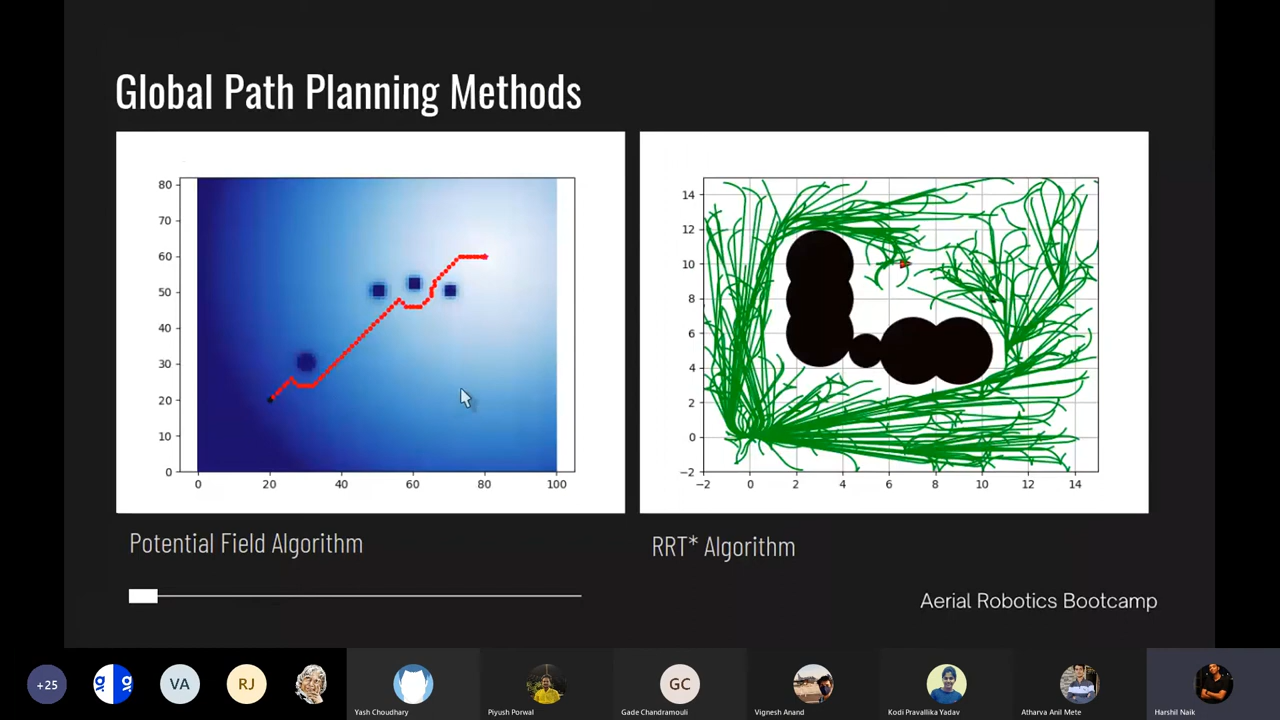 Global Path Planning Methods
80
70
60
50
40
30
20
10
0
0 20 40 60 80 100
14
12
10
8
6
4
2
0
−2
−2 0 2 4 6 8 10 12 14
Potential Field Algorithm
RRT* Algorithm
Aerial Robotics Bootcamp
+25 VA RJ GC
Yash Choudhary Piyush Porwal Gade Chandramouli Vignesh Anand Kodi Pravallika Yadav Atharva Anil Mete Harshil Naik